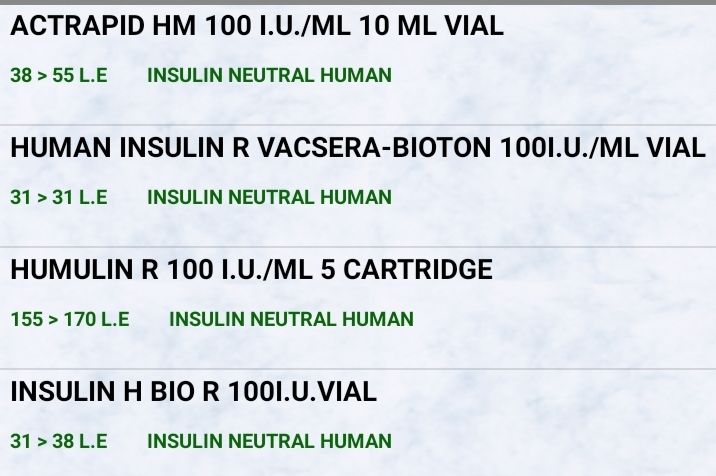 ACTRAPID HM 100 I.U./ML 10 ML VIAL
38 > 55 L.E INSULIN NEUTRAL HUMAN
HUMAN INSULIN R VACSERA-BIOTON 100I.U./ML VIAL
31 > 31 L.E INSULIN NEUTRAL HUMAN
HUMULIN R 100 I.U./ML 5 CARTRIDGE
155 > 170 L.E INSULIN NEUTRAL HUMAN
INSULIN H BIO R 100I.U.VIAL
31 > 38 L.E INSULIN NEUTRAL HUMAN